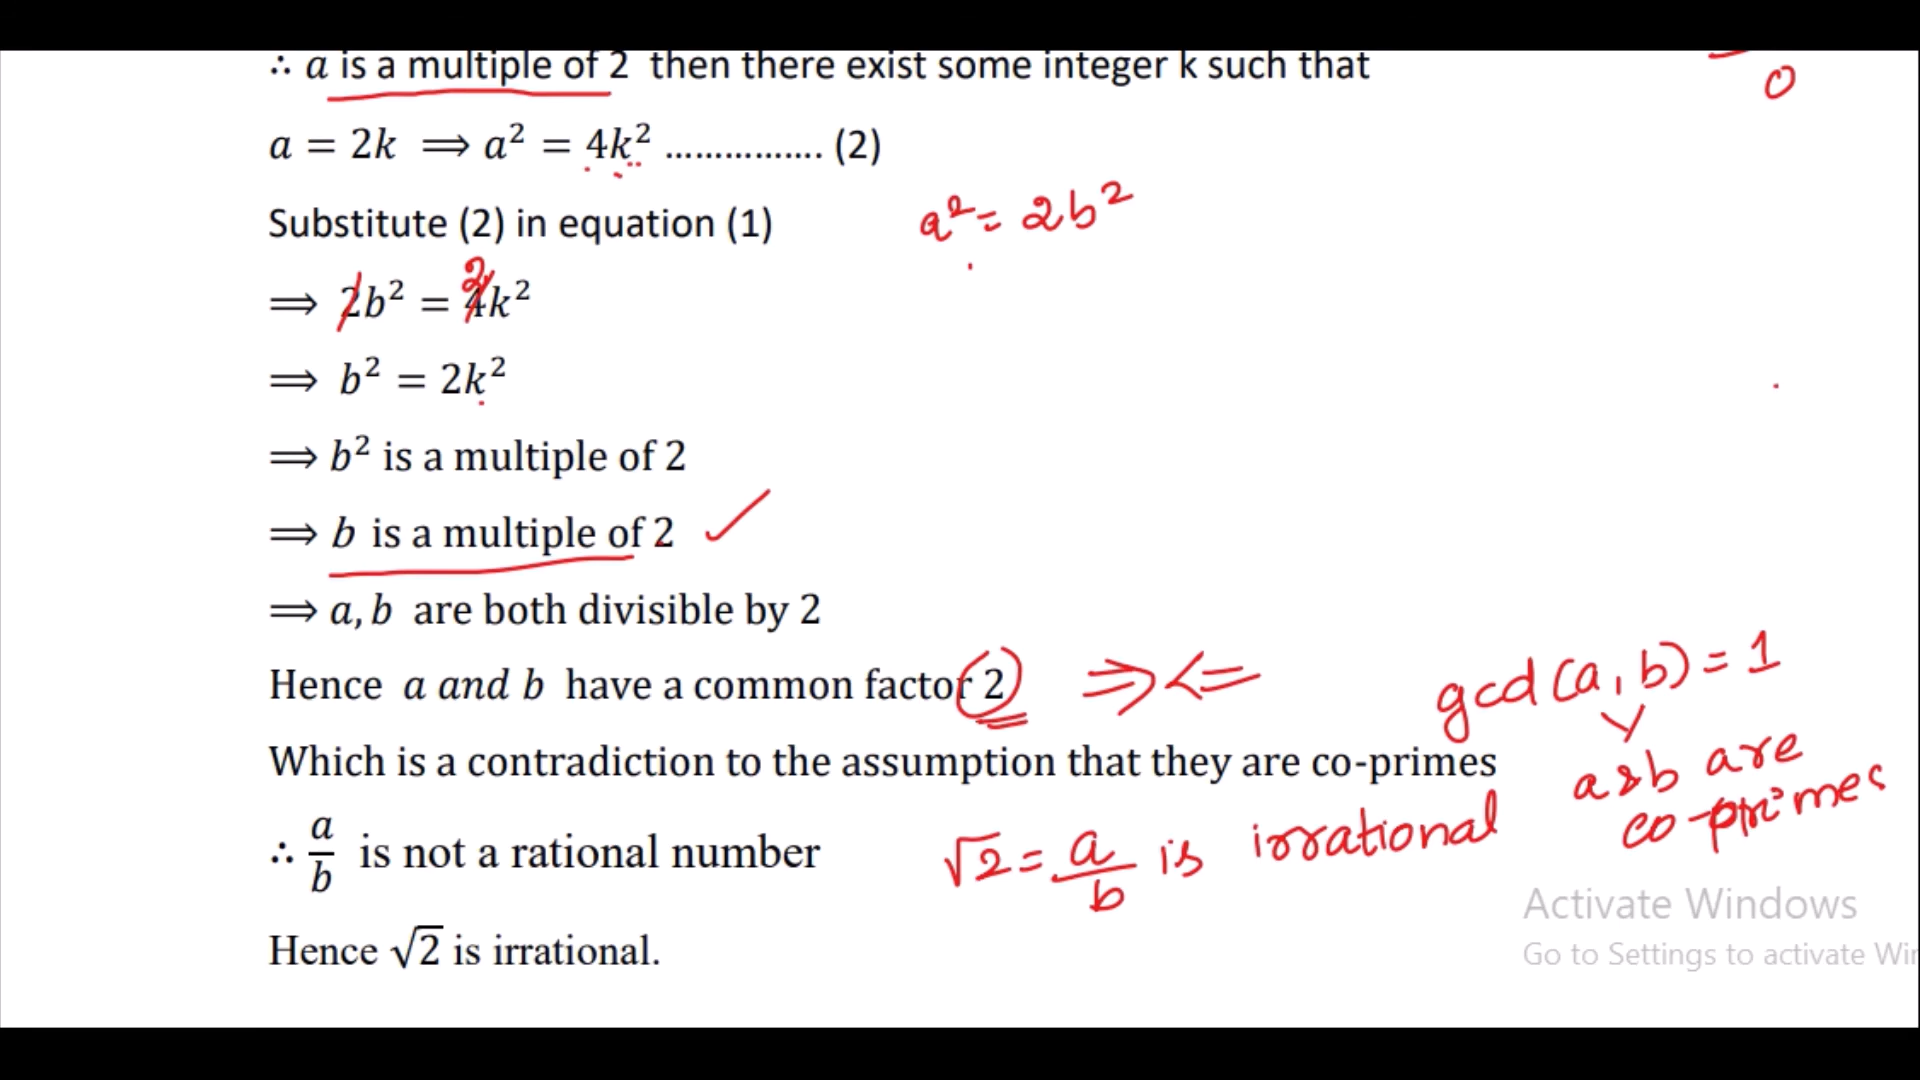 ∴ a is a multiple of 2 then there exist some integer k such that
0
a = 2k ⟹ a² = 4k² ................ (2)
Substitute (2) in equation (1)
a² = 2b²
⟹ 2b² = 4k²
2
⟹ b² = 2k²
⟹ b² is a multiple of 2
⟹ b is a multiple of 2 ✓
⟹ a, b are both divisible by 2
Hence a and b have a common factor 2 ⇒⇐
gcd(a, b) = 1
Which is a contradiction to the assumption that they are co-primes
a & b are
co-primes
∴ a/b is not a rational number
√2 = a/b is irrational
Activate Windows
Go to Settings to activate Wi
Hence √2 is irrational.